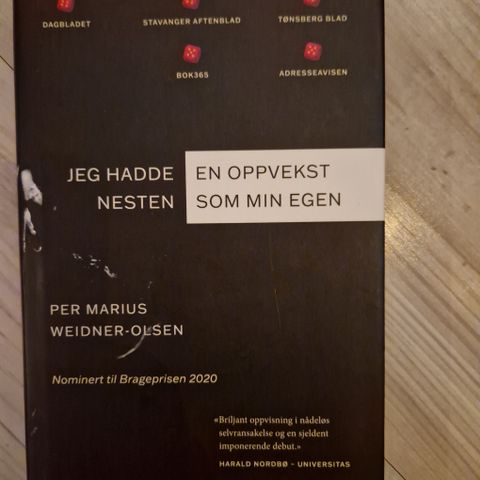 DAGBLADET
STAVANGER AFTENBLAD
TØNSBERG BLAD
BOK365
ADRESSEAVISEN
JEG HADDE
NESTEN
EN OPPVEKST
SOM MIN EGEN
PER MARIUS
WEIDNER-OLSEN
Nominert til Brageprisen 2020
«Briljant oppvisning i nådeløs
selvransakelse og en sjeldent
imponerende debut.»
HARALD NORDBØ – UNIVERSITAS